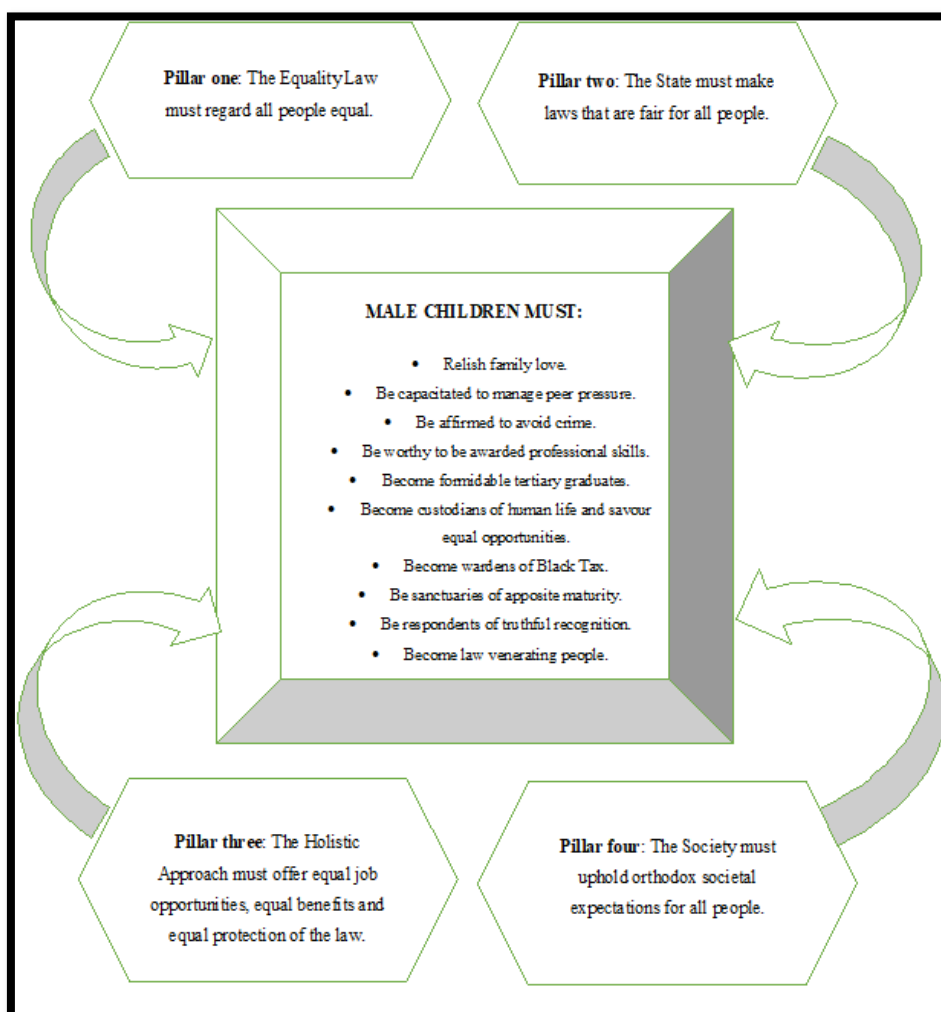 Pillar one: The Equality Law
must regard all people equal.
Pillar two: The State must make
laws that are fair for all people.
MALE CHILDREN MUST:
• Relish family love.
• Be capacitated to manage peer pressure.
• Be affirmed to avoid crime.
• Be worthy to be awarded professional skills.
• Become formidable tertiary graduates.
• Become custodians of human life and savour
equal opportunities.
• Become wardens of Black Tax.
• Be sanctuaries of apposite maturity.
• Be respondents of truthful recognition.
• Become law venerating people.
Pillar three: The Holistic
Approach must offer equal job
opportunities, equal benefits and
equal protection of the law.
Pillar four: The Society must
uphold orthodox societal
expectations for all people.